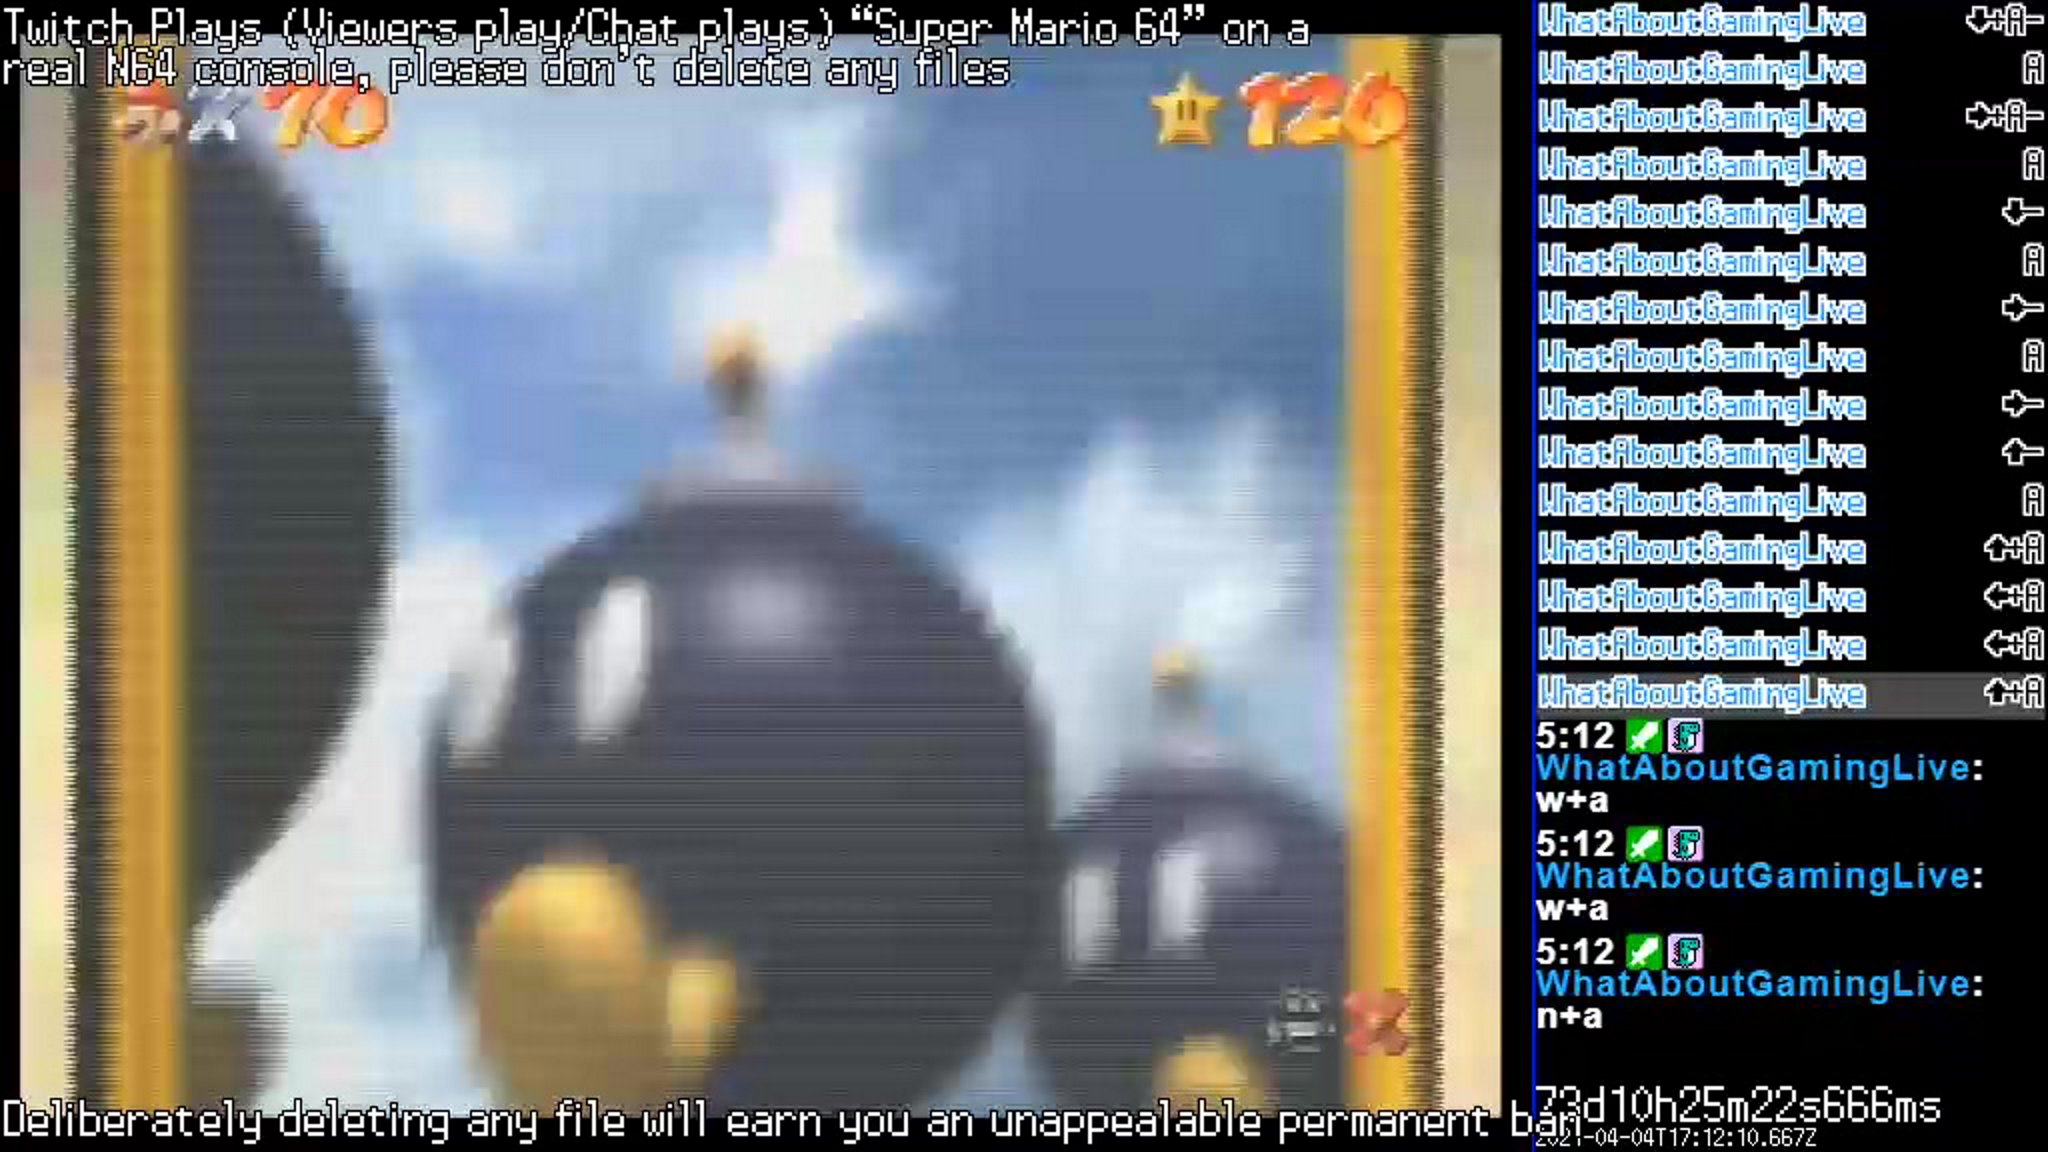 Twitch Plays (Viewers play/Chat plays) “Super Mario 64” on a
real N64 console, please don't delete any files
120
WhatAboutGamingLive
WhatAboutGamingLive A
WhatAboutGamingLive
WhatAboutGamingLive A
WhatAboutGamingLive
WhatAboutGamingLive A
WhatAboutGamingLive
WhatAboutGamingLive A
WhatAboutGamingLive
WhatAboutGamingLive
WhatAboutGamingLive A
WhatAboutGamingLive +A
WhatAboutGamingLive +A
WhatAboutGamingLive +A
WhatAboutGamingLive +A
5:12
WhatAboutGamingLive:
w+a
5:12
WhatAboutGamingLive:
w+a
5:12
WhatAboutGamingLive:
n+a
73d10h25m22s666ms
2021-04-04T17:12:10.667Z
Deliberately deleting any file will earn you an unappealable permanent ban